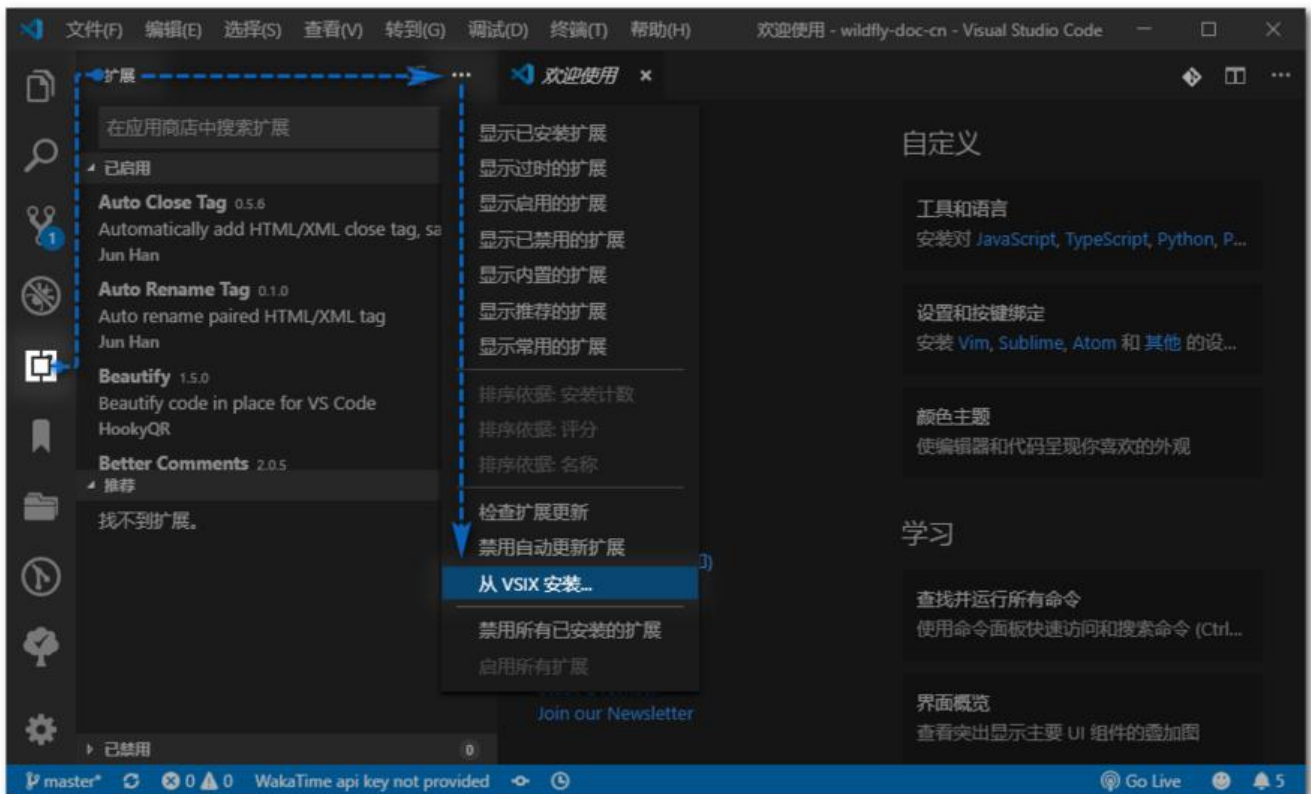 文件(F) 编辑(E) 选择(S) 查看(V) 转到(G) 调试(D) 终端(T) 帮助(H) 欢迎使用 - wildfly-doc-cn - Visual Studio Code
扩展
欢迎使用
在应用商店中搜索扩展
已启用
Auto Close Tag 0.5.6
Automatically add HTML/XML close tag, sa
Jun Han
Auto Rename Tag 0.1.0
Auto rename paired HTML/XML tag
Jun Han
Beautify 1.5.0
Beautify code in place for VS Code
HookyQR
Better Comments 2.0.5
推荐
找不到扩展。
已禁用 0
1
显示已安装扩展
显示过时的扩展
显示启用的扩展
显示已禁用的扩展
显示内置的扩展
显示推荐的扩展
显示常用的扩展
排序依据: 安装计数
排序依据: 评分
排序依据: 名称
检查扩展更新
禁用自动更新扩展
从 VSIX 安装...
禁用所有已安装的扩展
启用所有扩展
Join our Newsletter
自定义
工具和语言
安装对 JavaScript, TypeScript, Python, P...
设置和按键绑定
安装 Vim, Sublime, Atom 和 其他 的设...
颜色主题
使编辑器和代码呈现你喜欢的外观
学习
查找并运行所有命令
使用命令面板快速访问和搜索命令 (Ctrl...
界面概览
查看突出显示主要 UI 组件的叠加图
master* 0 0 WakaTime api key not provided Go Live 5